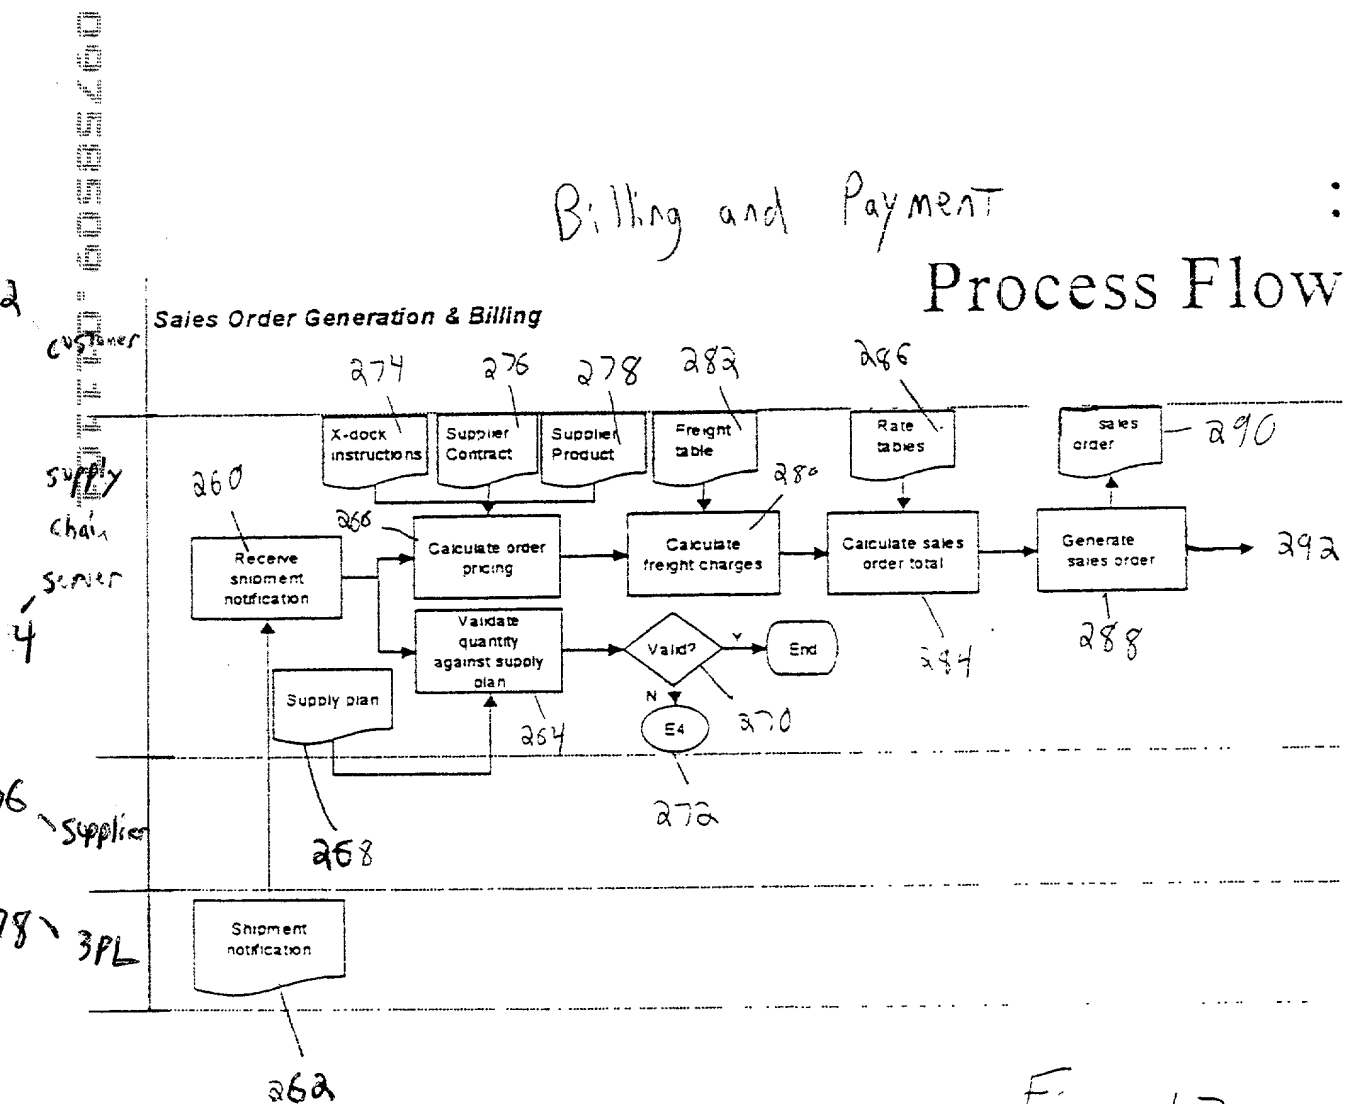 Billing and Payment
Process Flow
Sales Order Generation & Billing
customer
274
276
278
282
286
X-dock
instructions
Supplier
Contract
Supplier
Product
Freight
table
Rate
tables
sales
order
290
supply
chain
server
4
260
266
280
Receive
shipment
notification
Calculate order
pricing
Calculate
freight charges
Calculate sales
order total
Generate
sales order
292
Validate
quantity
against supply
plan
Valid?
Y
End
284
288
N
E4
270
272
Supply plan
264
268
supplier
78
3PL
Shipment
notification
262